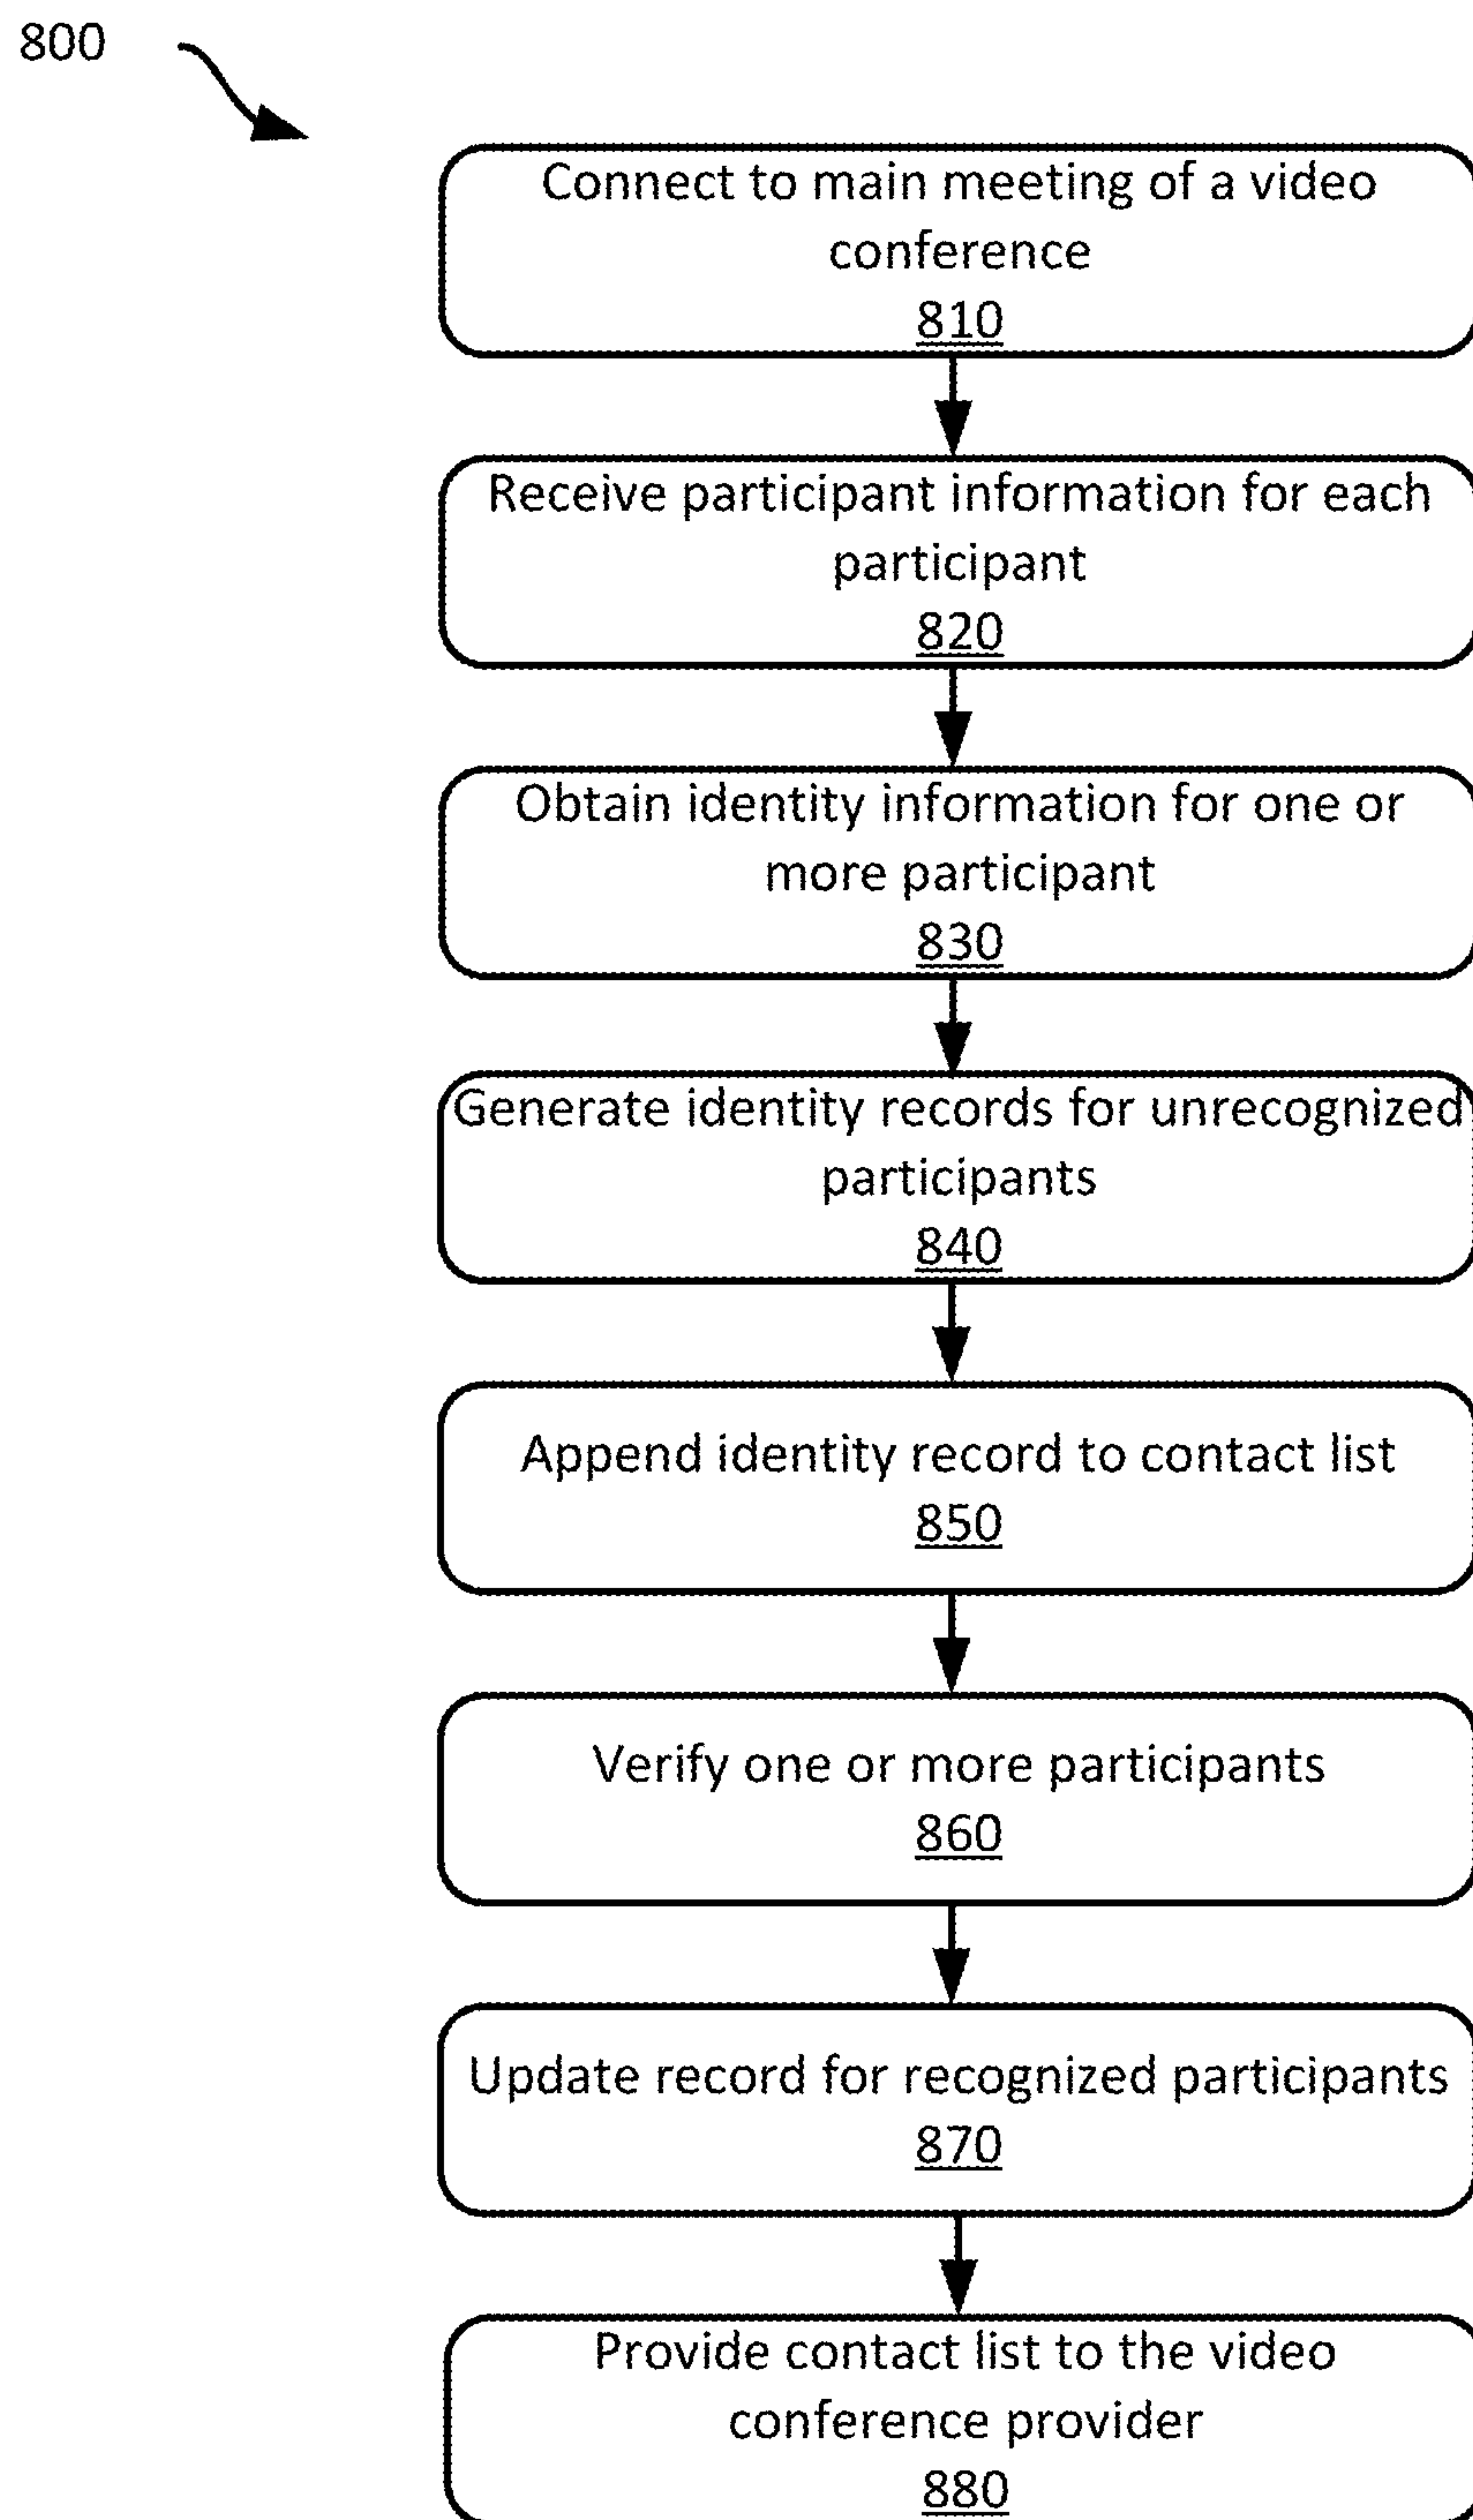 800
Connect to main meeting of a video
conference
810
Receive participant information for each
participant
820
Obtain identity information for one or
more participant
830
Generate identity records for unrecognized
participants
840
Append identity record to contact list
850
Verify one or more participants
860
Update record for recognized participants
870
Provide contact list to the video
conference provider
880